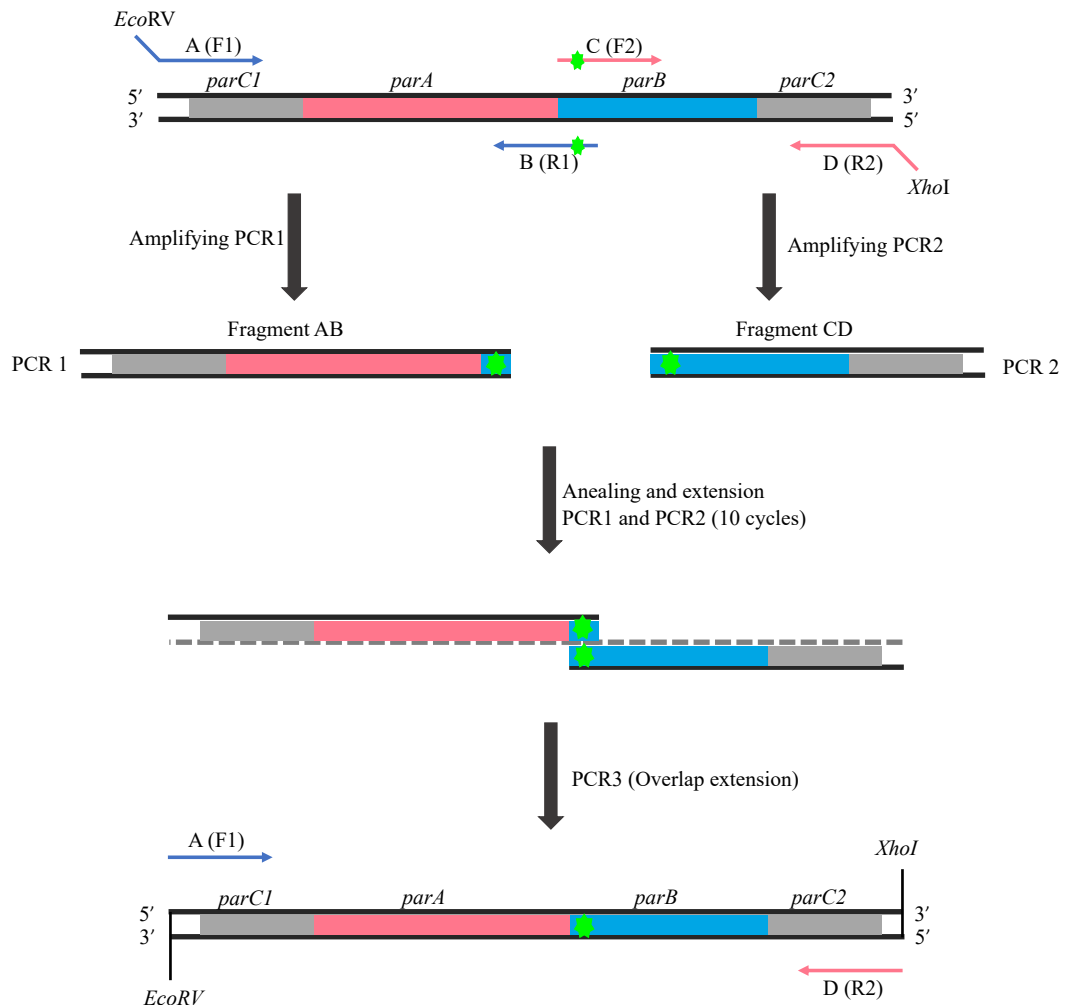 EcoRV
A (F1)
C (F2)
parC1
parA
parB
parC2
5′
3′
3′
5′
B (R1)
D (R2)
XhoI
Amplifying PCR1
Amplifying PCR2
Fragment AB
Fragment CD
PCR 1
PCR 2
Anealing and extension
PCR1 and PCR2 (10 cycles)
PCR3 (Overlap extension)
A (F1)
XhoI
parC1
parA
parB
parC2
5′
3′
3′
5′
D (R2)
EcoRV